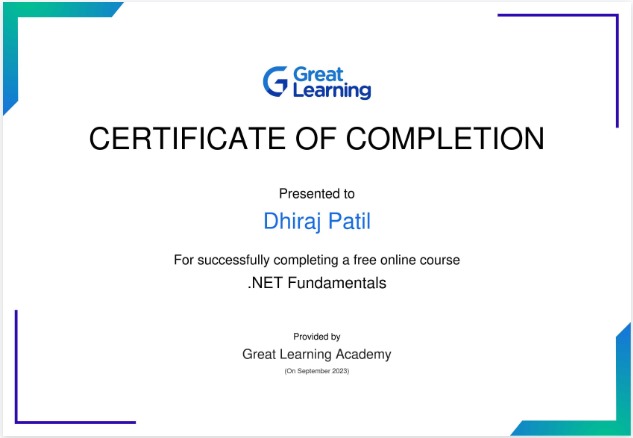 Great
Learning
CERTIFICATE OF COMPLETION
Presented to
Dhiraj Patil
For successfully completing a free online course
.NET Fundamentals
Provided by
Great Learning Academy
(On September 2023)